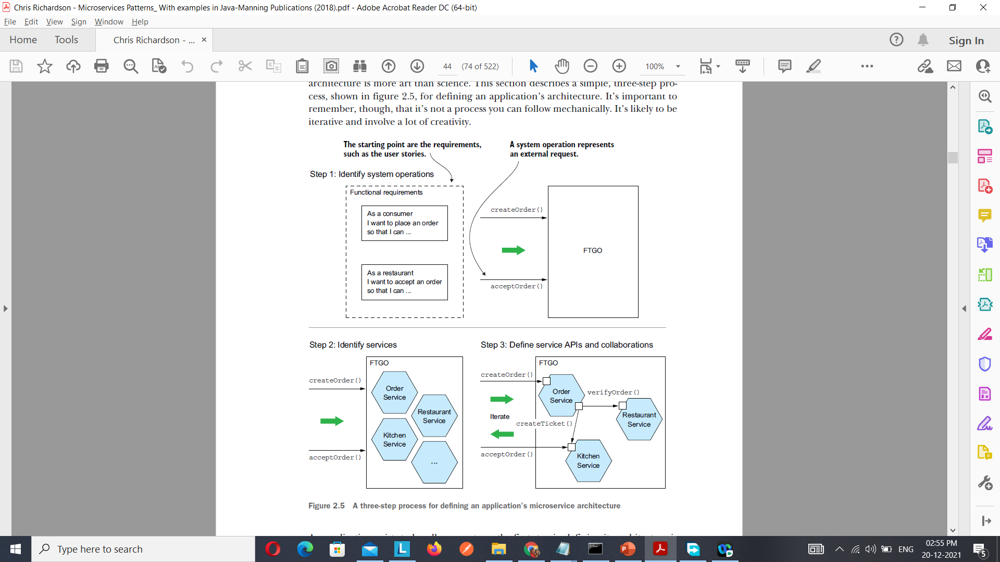 Chris Richardson - Microservices Patterns_ With examples in Java-Manning Publications (2018).pdf - Adobe Acrobat Reader DC (64-bit)
File Edit View Sign Window Help
Home Tools Chris Richardson - ... × Sign In
44 (74 of 522) 100%
architecture is more art than science. This section describes a simple, three-step pro-
cess, shown in figure 2.5, for defining an application's architecture. It's important to
remember, though, that it's not a process you can follow mechanically. It's likely to be
iterative and involve a lot of creativity.
The starting point are the requirements,
such as the user stories.
A system operation represents
an external request.
Step 1: Identify system operations
Functional requirements
As a consumer
I want to place an order
so that I can ...
As a restaurant
I want to accept an order
so that I can ...
createOrder()
FTGO
acceptOrder()
Step 2: Identify services
FTGO
createOrder()
Order
Service
Restaurant
Service
Kitchen
Service
...
acceptOrder()
Step 3: Define service APIs and collaborations
FTGO
createOrder()
Order
Service
verifyOrder()
Restaurant
Service
Iterate
createTicket()
acceptOrder()
Kitchen
Service
Figure 2.5 A three-step process for defining an application's microservice architecture
Type here to search
ENG
02:55 PM
20-12-2021
5